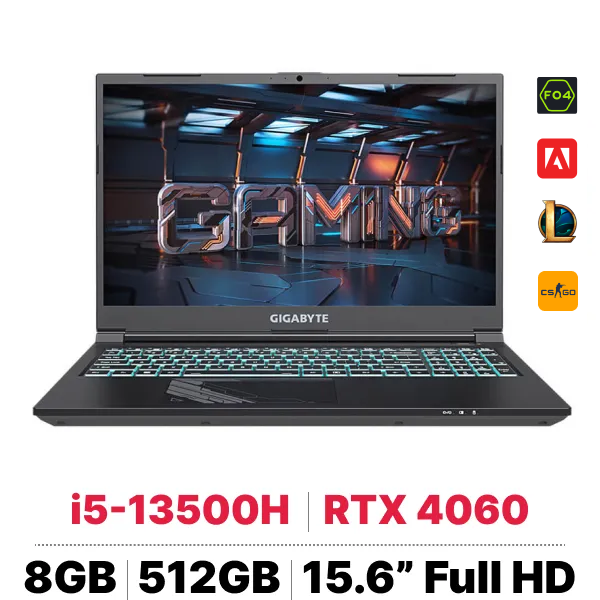 FO4
GAMING
CS GO
GIGABYTE
i5-13500H | RTX 4060
8GB | 512GB | 15.6” Full HD